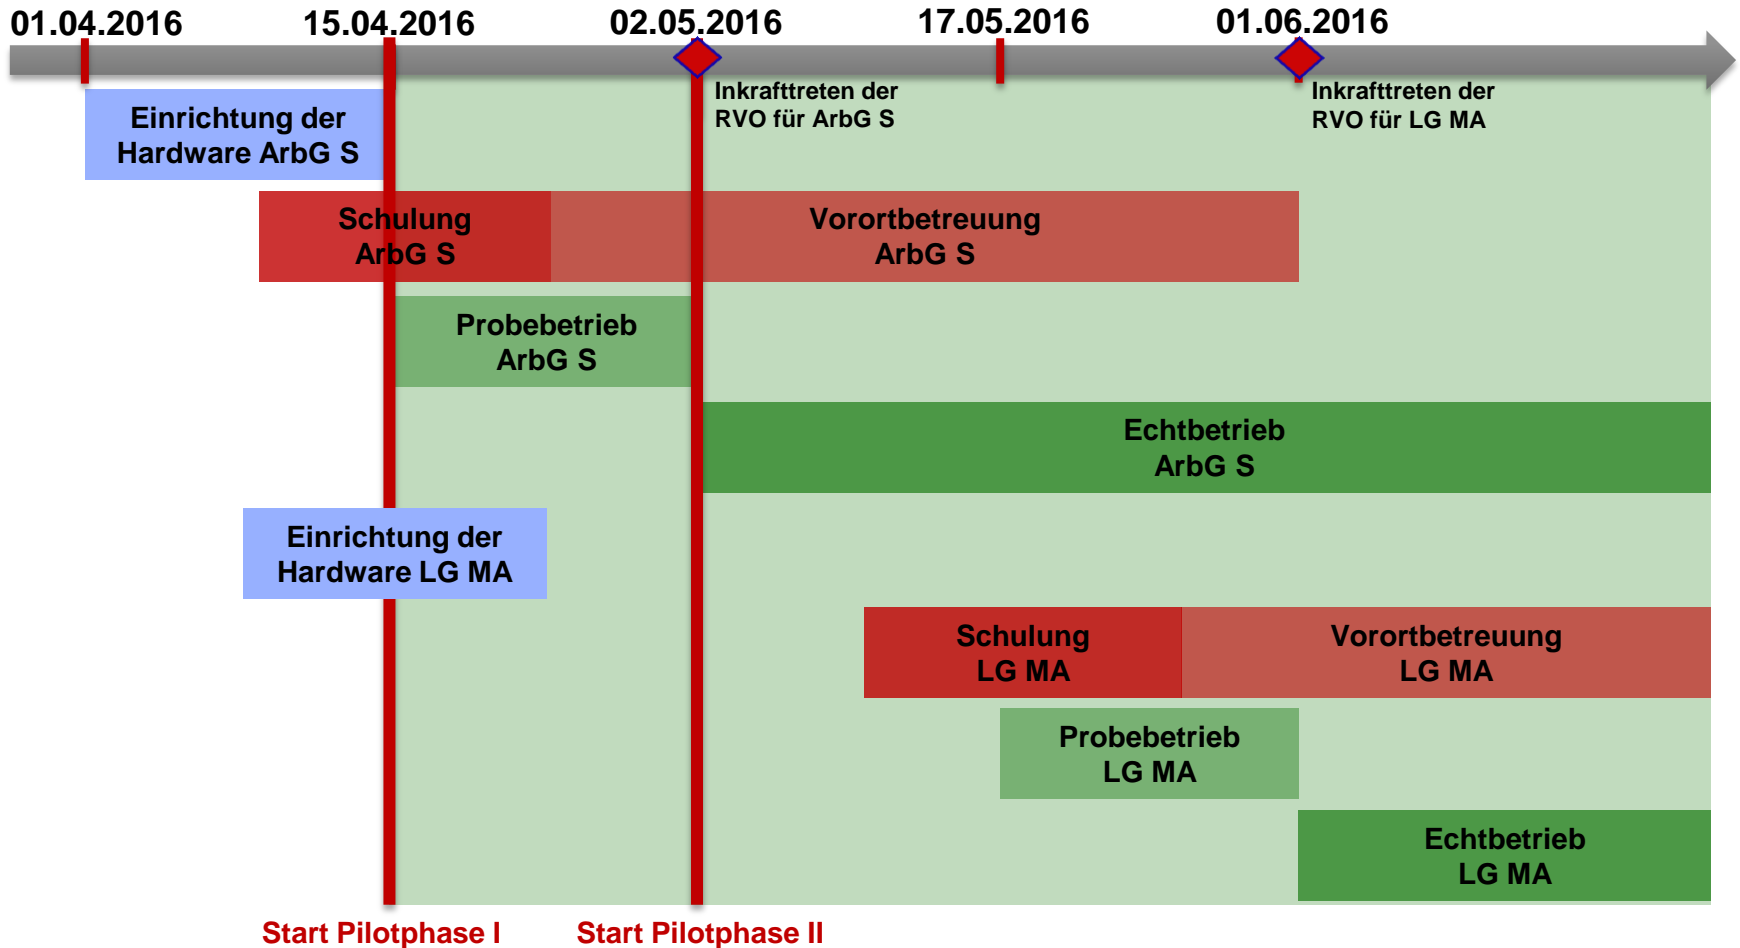 01.04.2016
15.04.2016
02.05.2016
17.05.2016
01.06.2016
Inkrafttreten der
RVO für ArbG S
Inkrafttreten der
RVO für LG MA
Einrichtung der
Hardware ArbG S
Schulung
ArbG S
Vorortbetreuung
ArbG S
Probebetrieb
ArbG S
Echtbetrieb
ArbG S
Einrichtung der
Hardware LG MA
Schulung
LG MA
Vorortbetreuung
LG MA
Probebetrieb
LG MA
Echtbetrieb
LG MA
Start Pilotphase I
Start Pilotphase II